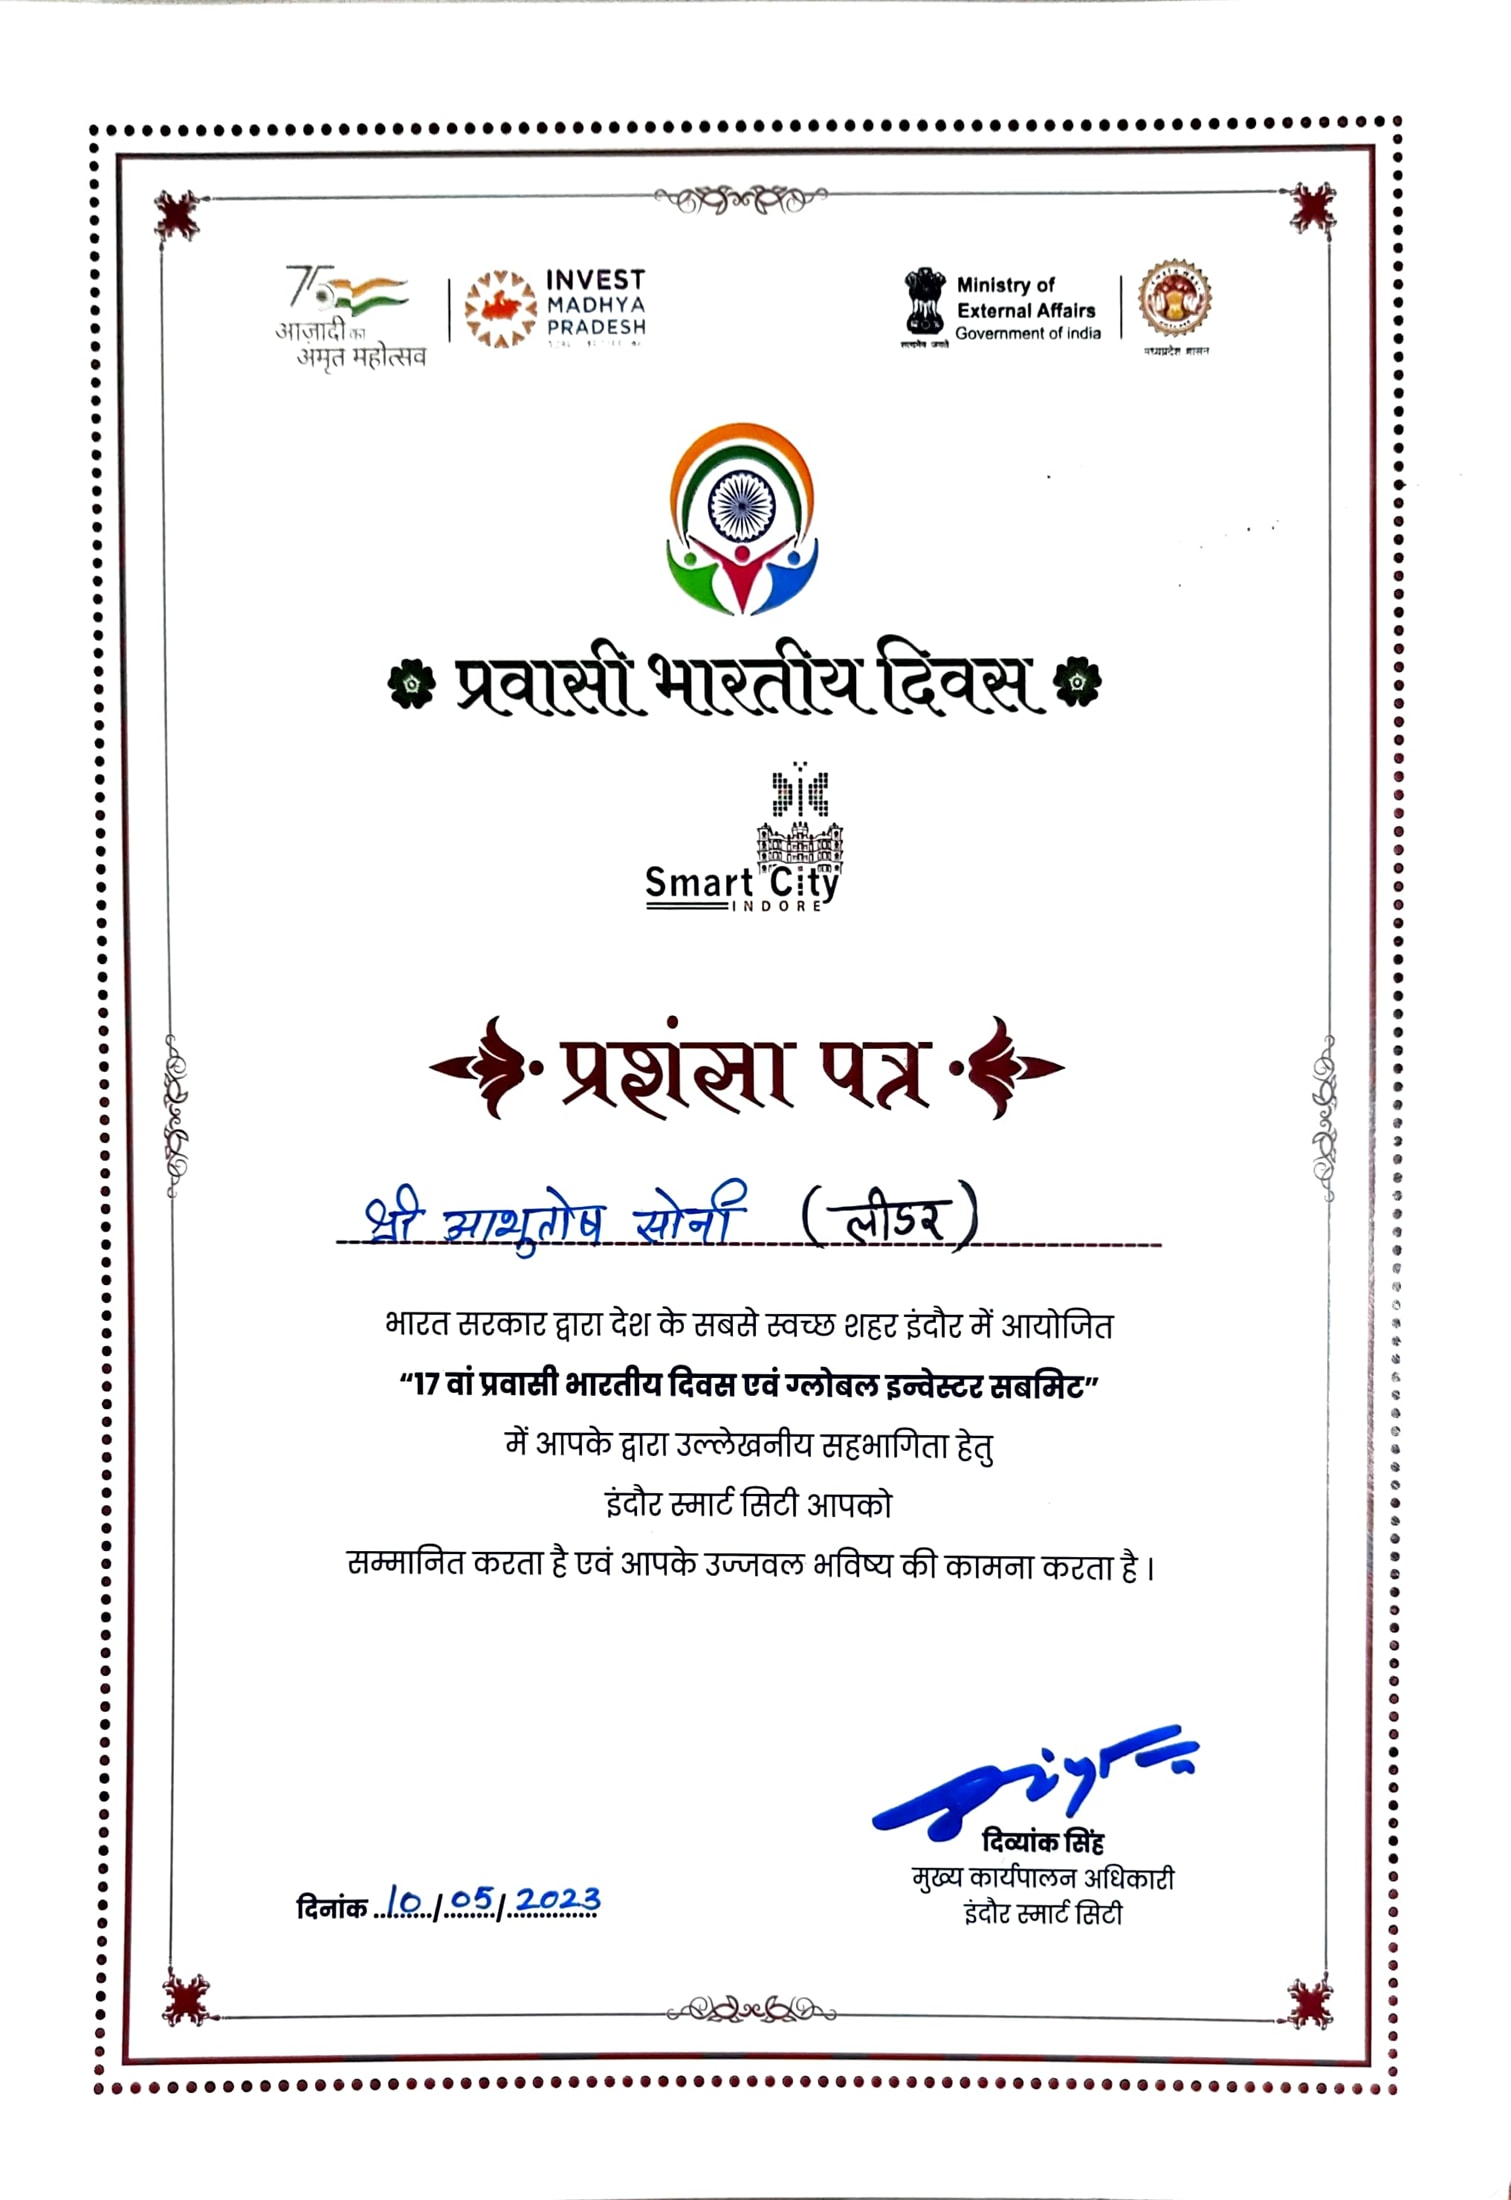 75
आज़ादी का
अमृत महोत्सव
INVEST
MADHYA
PRADESH
Ministry of
External Affairs
Government of India
सत्यमेव जयते
मध्यप्रदेश शासन
प्रवासी भारतीय दिवस
Smart City
INDORE
प्रशंसा पत्र
श्री आशुतोष सोनी (लीडर)
भारत सरकार द्वारा देश के सबसे स्वच्छ शहर इंदौर में आयोजित
“17 वां प्रवासी भारतीय दिवस एवं ग्लोबल इन्वेस्टर सबमिट”
में आपके द्वारा उल्लेखनीय सहभागिता हेतु
इंदौर स्मार्ट सिटी आपको
सम्मानित करता है एवं आपके उज्जवल भविष्य की कामना करता है ।
दिव्यांक सिंह
मुख्य कार्यपालन अधिकारी
इंदौर स्मार्ट सिटी
दिनांक 10/05/2023